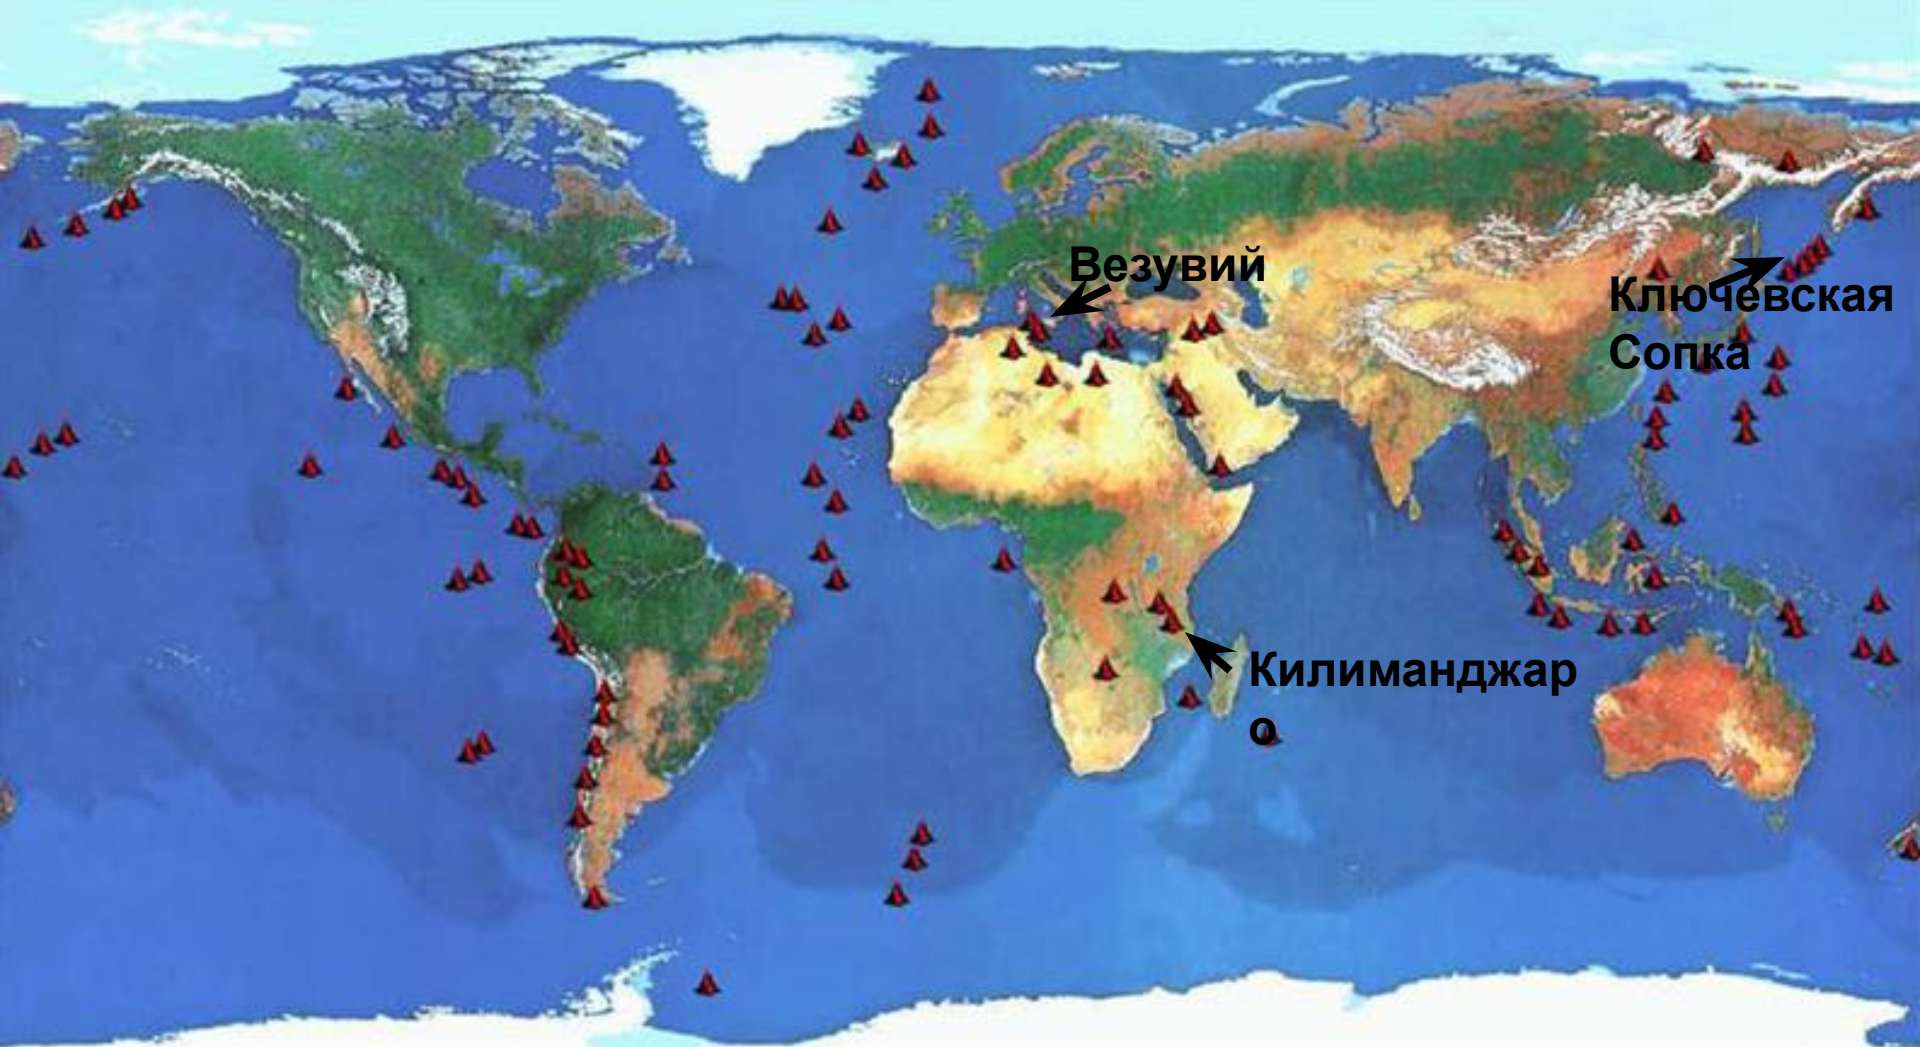 Везувий
Ключевская
Сопка
Килиманджар
о